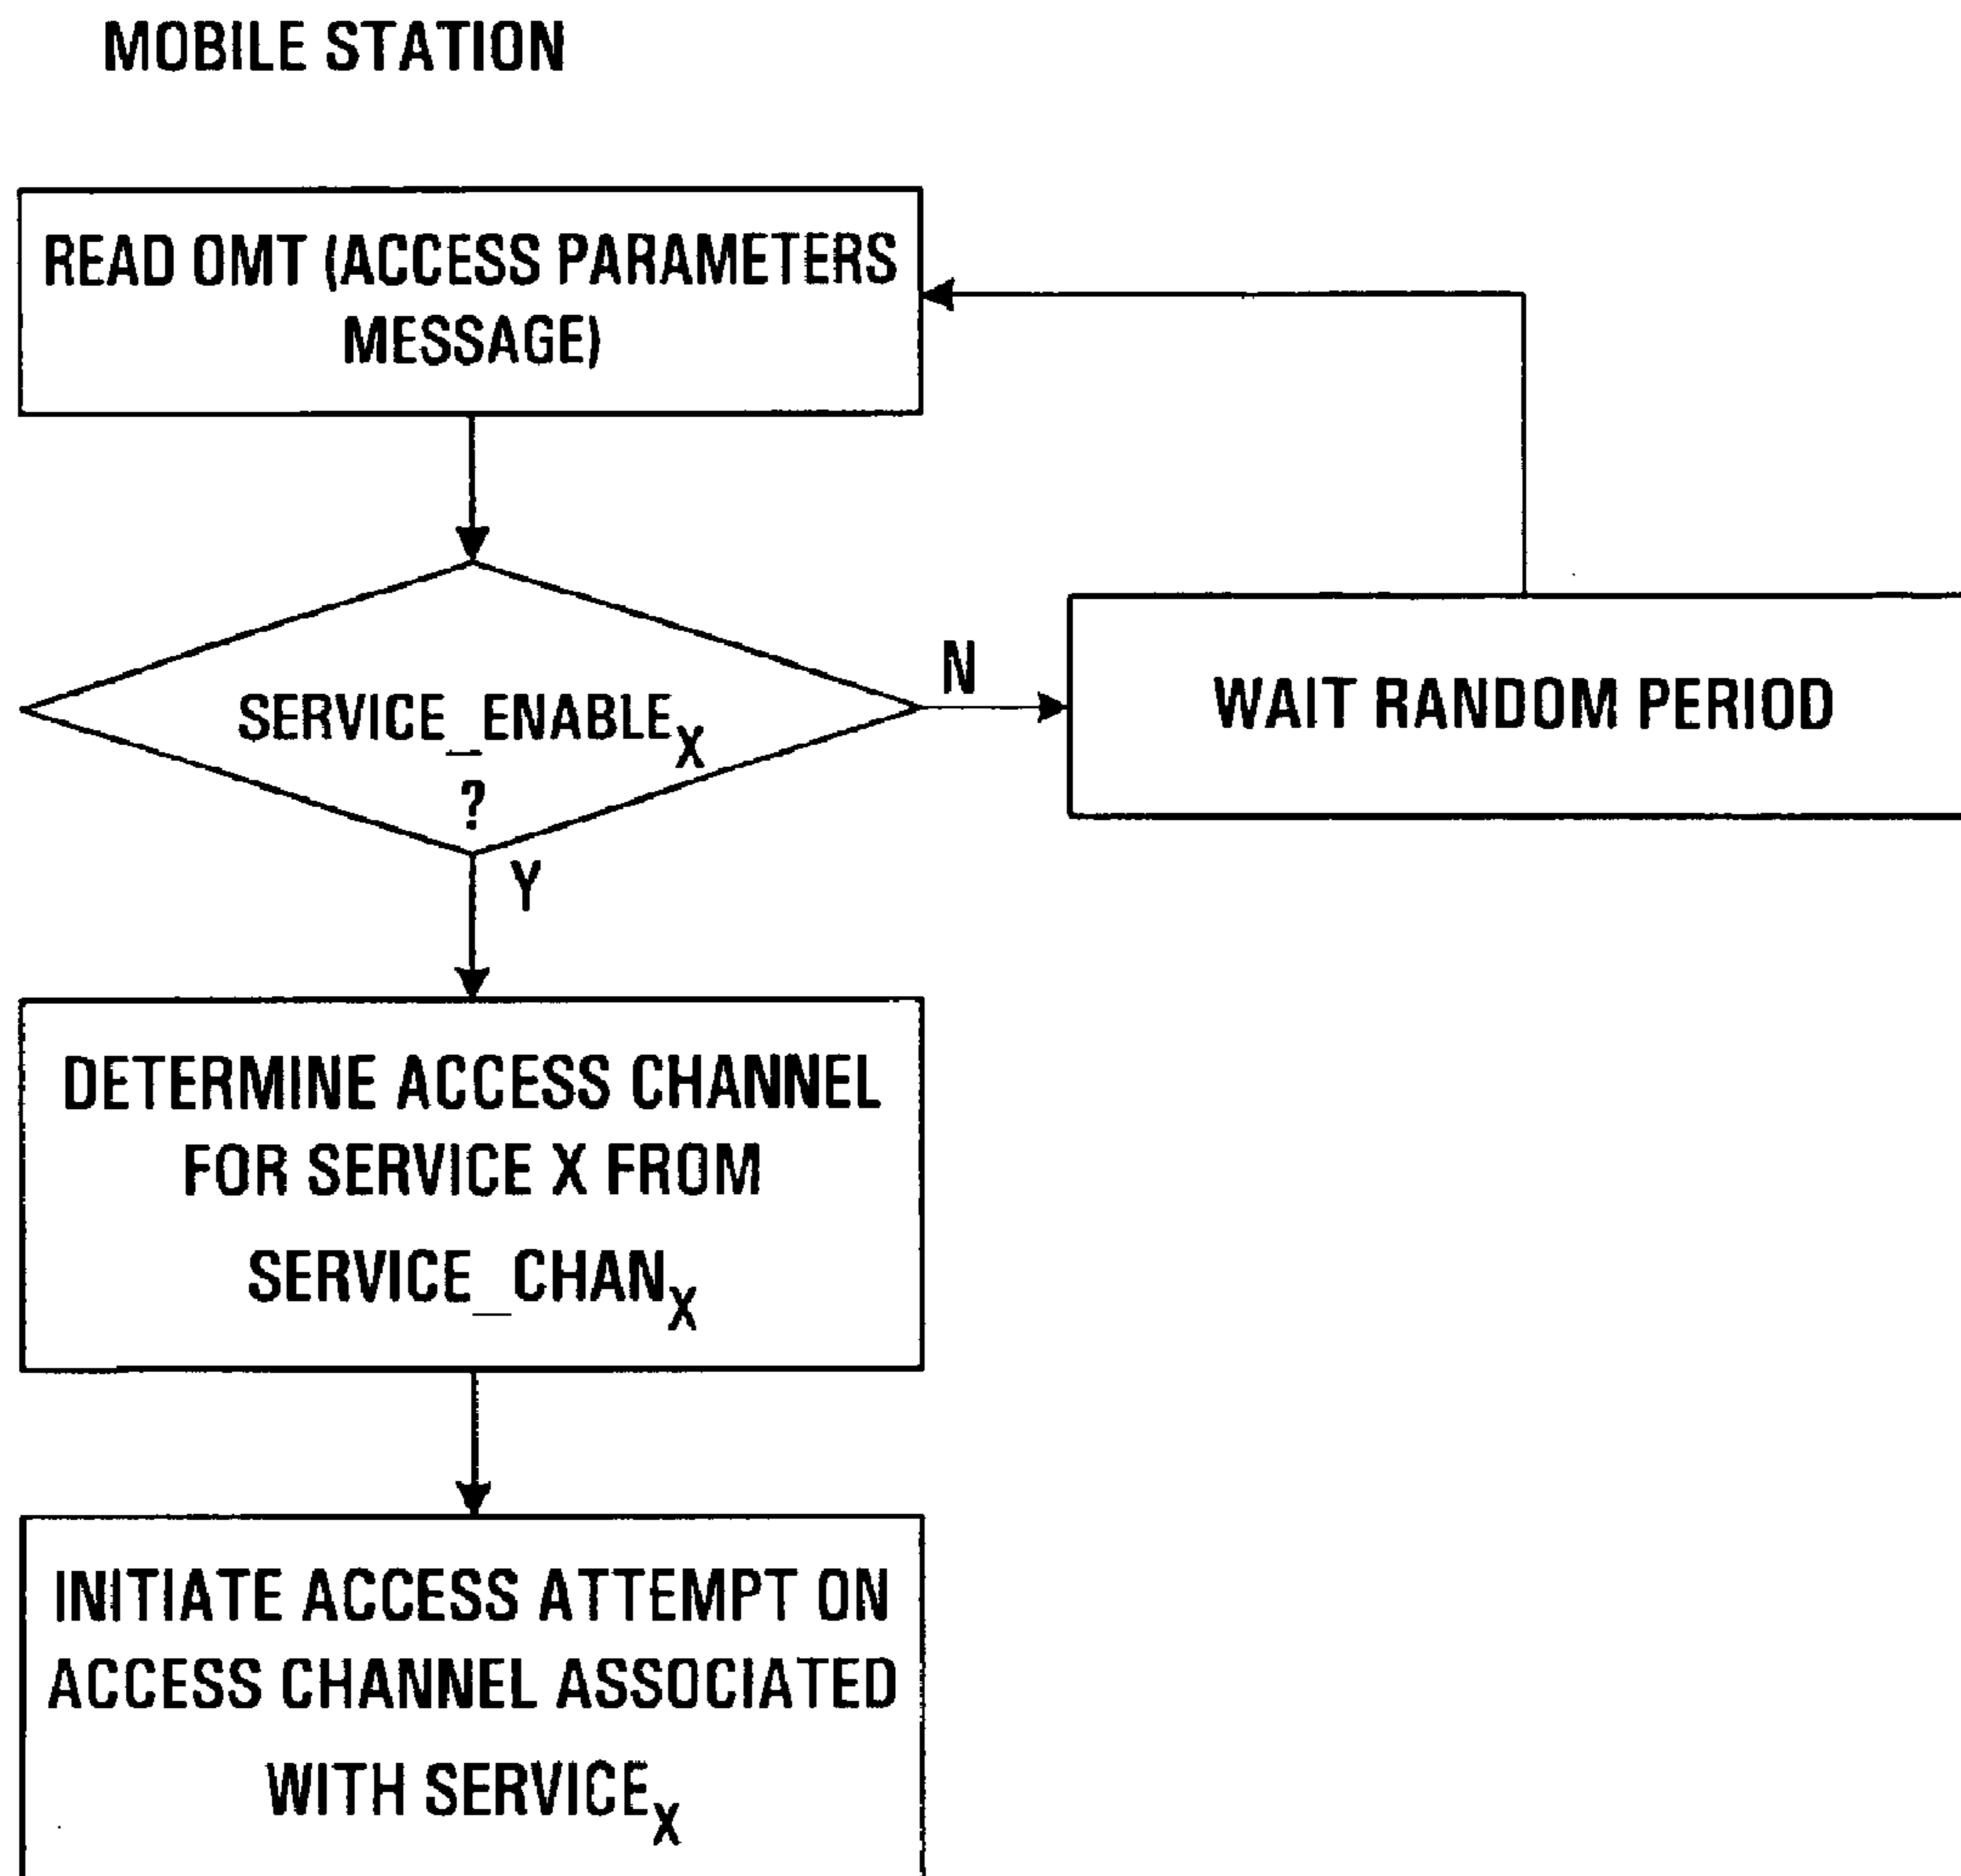 MOBILE STATION
READ OMT (ACCESS PARAMETERS
MESSAGE)
SERVICE_ENABLEX
?
N
WAIT RANDOM PERIOD
Y
DETERMINE ACCESS CHANNEL
FOR SERVICE X FROM
SERVICE_CHANX
INITIATE ACCESS ATTEMPT ON
ACCESS CHANNEL ASSOCIATED
WITH SERVICEX